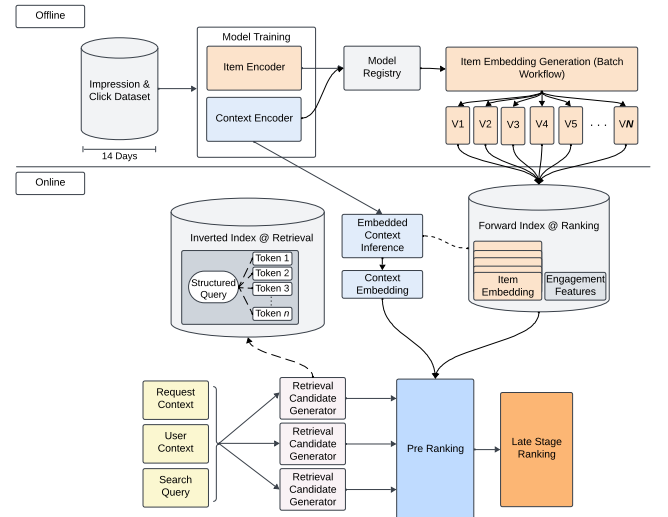 Offline
Model Training
Impression &
Click Dataset
Item Encoder
Context Encoder
Model
Registry
Item Embedding Generation (Batch
Workflow)
V1
V2
V3
V4
V5
. . .
VN
14 Days
Online
Inverted Index @ Retrieval
Structured
Query
Token 1
Token 2
Token 3
Token n
Embedded
Context
Inference
Context
Embedding
Forward Index @ Ranking
Item
Embedding
Engagement
Features
Request
Context
User
Context
Search
Query
Retrieval
Candidate
Generator
Retrieval
Candidate
Generator
Retrieval
Candidate
Generator
Pre Ranking
Late Stage
Ranking